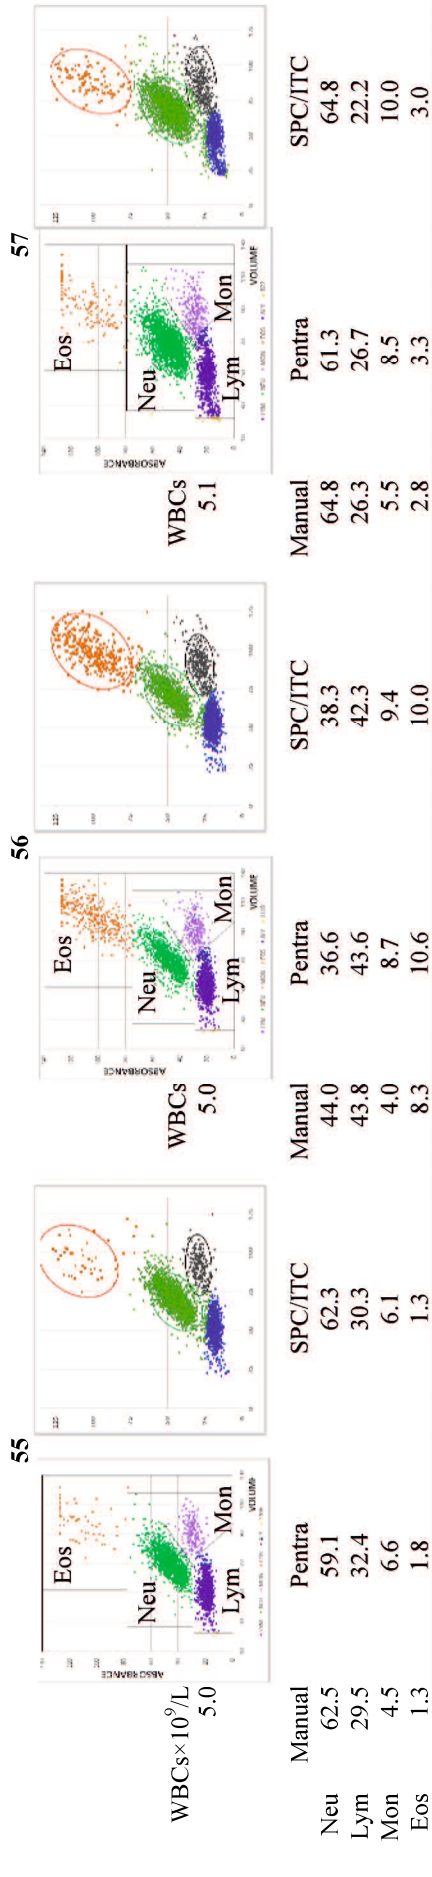 55
56
57
WBCs×10⁹/L
5.0
ABSORBANCE
Eos
Neu
Mon
Lym
VOLUME
WBCs
5.0
ABSORBANCE
Eos
Neu
Mon
Lym
VOLUME
WBCs
5.1
ABSORBANCE
Eos
Neu
Mon
Lym
VOLUME
Manual Pentra SPC/ITC Manual Pentra SPC/ITC Manual Pentra SPC/ITC
Neu 62.5 59.1 62.3 44.0 36.6 38.3 64.8 61.3 64.8
Lym 29.5 32.4 30.3 43.8 43.6 42.3 26.3 26.7 22.2
Mon 4.5 6.6 6.1 4.0 8.7 9.4 5.5 8.5 10.0
Eos 1.3 1.8 1.3 8.3 10.6 10.0 2.8 3.3 3.0